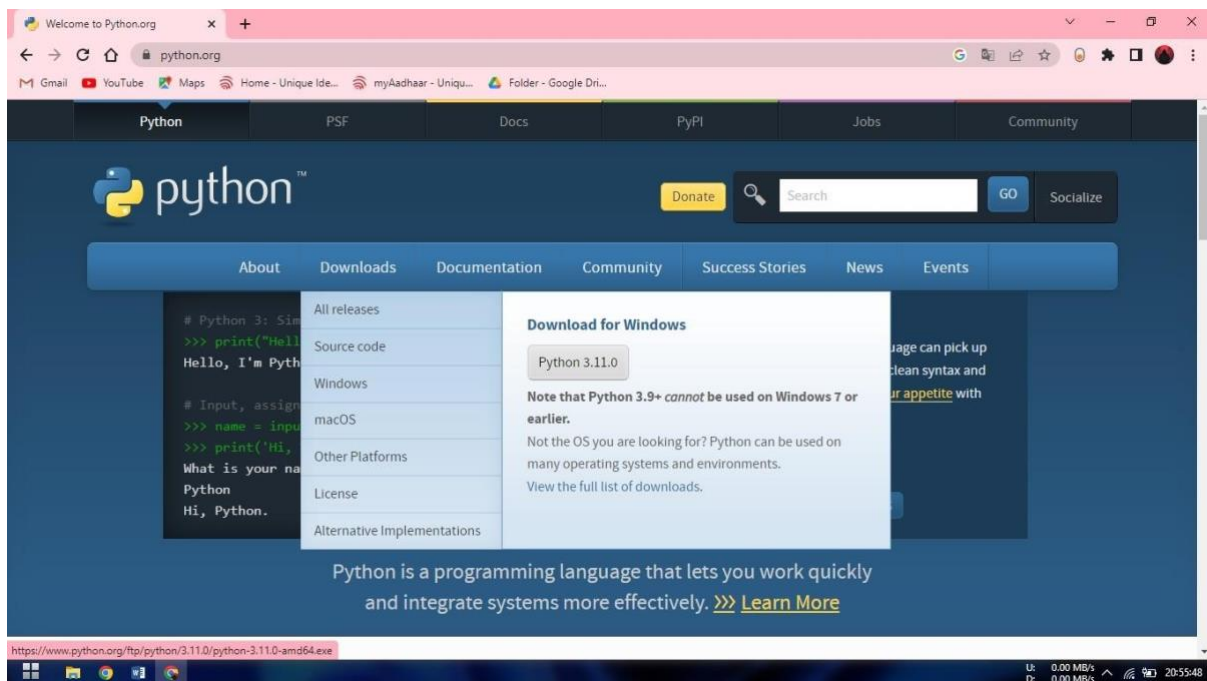 Welcome to Python.org
python.org
Gmail YouTube Maps Home - Unique Ide... myAadhaar - Uniqu... Folder - Google Dri...
Python PSF Docs PyPI Jobs Community
python™
Donate Search GO Socialize
About Downloads Documentation Community Success Stories News Events
# Python 3: Sim
>>> print("Hell
Hello, I'm Pyth
# Input, assign
>>> name = inpu
>>> print('Hi,
What is your na
Python
Hi, Python.
All releases
Source code
Windows
macOS
Other Platforms
License
Alternative Implementations
Download for Windows
Python 3.11.0
Note that Python 3.9+ cannot be used on Windows 7 or
earlier.
Not the OS you are looking for? Python can be used on
many operating systems and environments.
View the full list of downloads.
uage can pick up
clean syntax and
ur appetite with
Python is a programming language that lets you work quickly
and integrate systems more effectively. >>> Learn More
https://www.python.org/ftp/python/3.11.0/python-3.11.0-amd64.exe
U: 0.00 MB/s
D: 0.00 MB/s
20:55:48